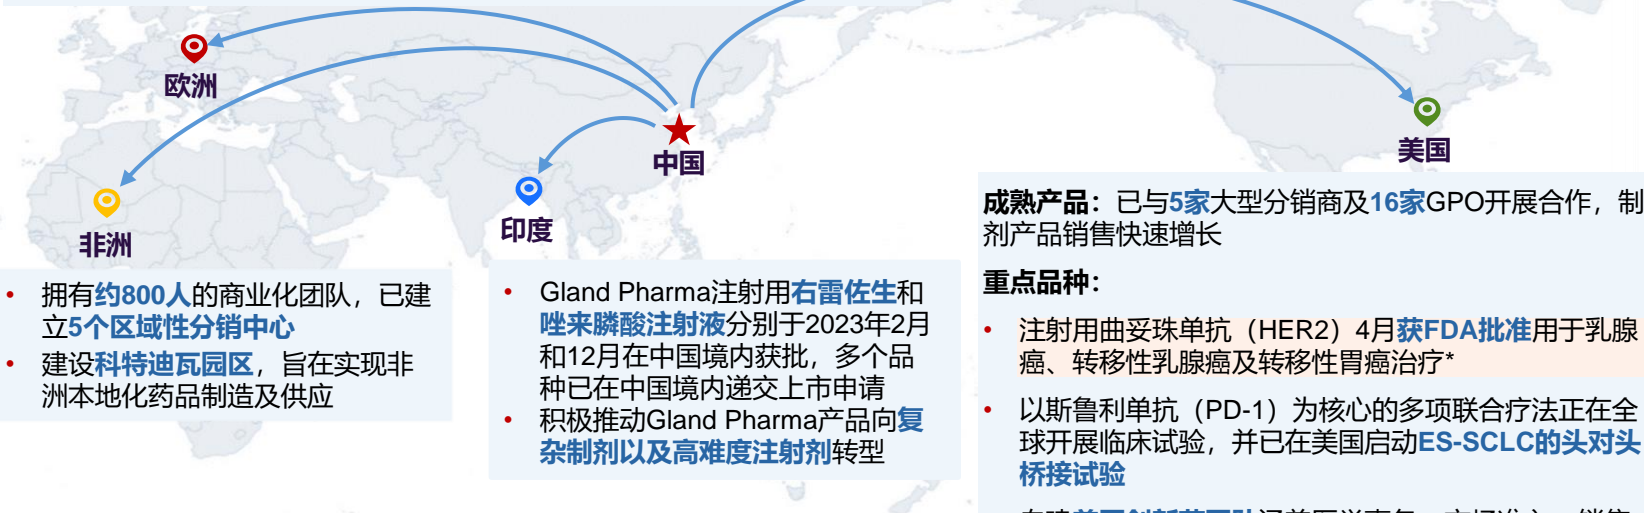 欧洲
中国
美国
非洲
印度
• 拥有约800人的商业化团队，已建
立5个区域性分销中心
• 建设科特迪瓦园区，旨在实现非
洲本地化药品制造及供应
• Gland Pharma注射用右雷佐生和
唑来膦酸注射液分别于2023年2月
和12月在中国境内获批，多个品
种已在中国境内递交上市申请
• 积极推动Gland Pharma产品向复
杂制剂以及高难度注射剂转型
成熟产品：已与5家大型分销商及16家GPO开展合作，制
剂产品销售快速增长
重点品种：
• 注射用曲妥珠单抗（HER2）4月获FDA批准用于乳腺
癌、转移性乳腺癌及转移性胃癌治疗*
• 以斯鲁利单抗（PD-1）为核心的多项联合疗法正在全
球开展临床试验，并已在美国启动ES-SCLC的头对头
桥接试验